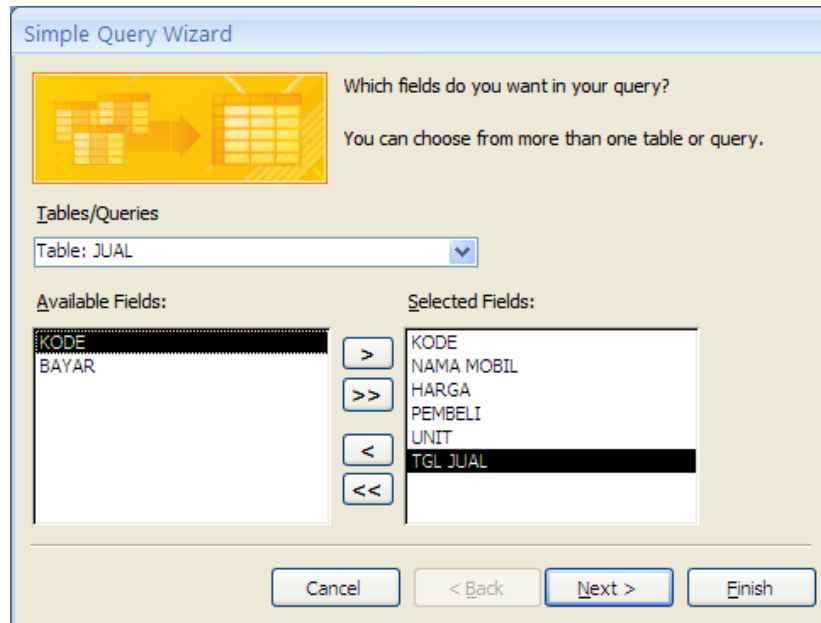 Simple Query Wizard
Which fields do you want in your query?
You can choose from more than one table or query.
Tables/Queries
Table: JUAL
Available Fields:
KODE
BAYAR
>
>>
<
<<
Selected Fields:
KODE
NAMA MOBIL
HARGA
PEMBELI
UNIT
TGL JUAL
Cancel
< Back
Next >
Finish